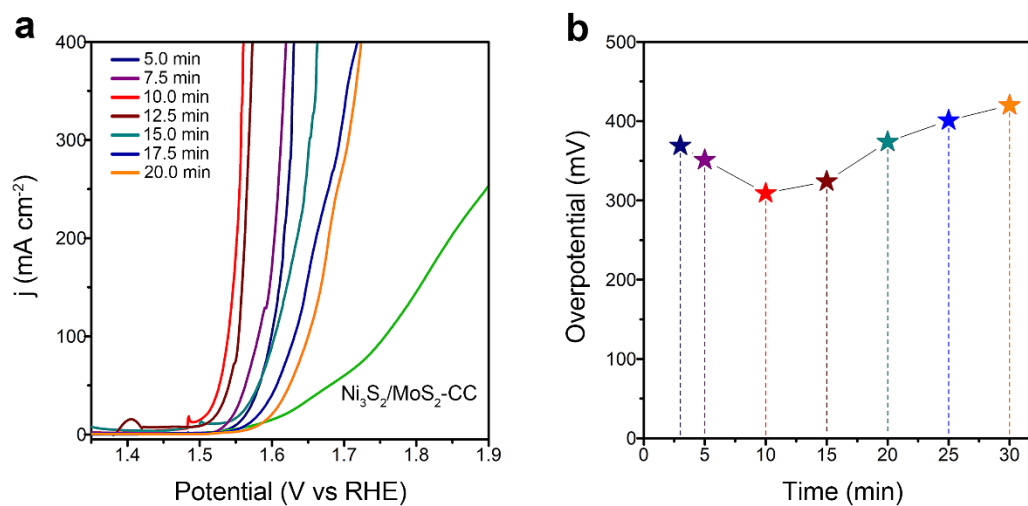 a
400
300
200
100
0
j (mA cm⁻²)
5.0 min
7.5 min
10.0 min
12.5 min
15.0 min
17.5 min
20.0 min
Ni₃S₂/MoS₂-CC
1.4 1.5 1.6 1.7 1.8 1.9
Potential (V vs RHE)
b
500
400
300
200
100
0
Overpotential (mV)
0 5 10 15 20 25 30
Time (min)